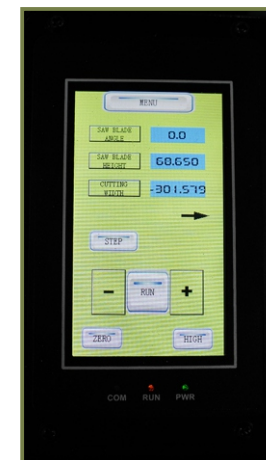 MENU
SAW BLADE
ANGLE
0.0
SAW BLADE
HEIGHT
68.650
CUTTING
WIDTH
-301.579
STEP
- RUN +
ZERO HIGH
COM RUN PWR